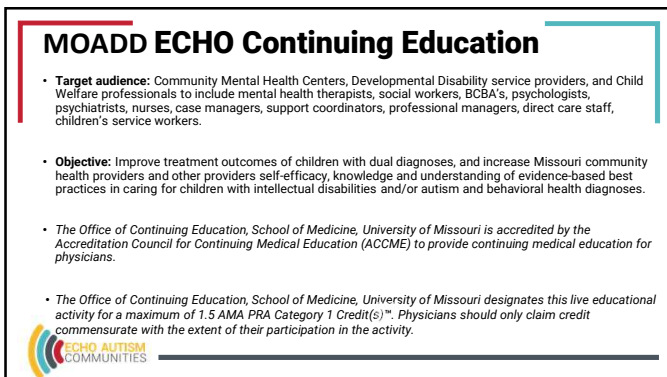 MOADD ECHO Continuing Education
• Target audience: Community Mental Health Centers, Developmental Disability service providers, and Child
Welfare professionals to include mental health therapists, social workers, BCBA's, psychologists,
psychiatrists, nurses, case managers, support coordinators, professional managers, direct care staff,
children's service workers.
• Objective: Improve treatment outcomes of children with dual diagnoses, and increase Missouri community
health providers and other providers self-efficacy, knowledge and understanding of evidence-based best
practices in caring for children with intellectual disabilities and/or autism and behavioral health diagnoses.
• The Office of Continuing Education, School of Medicine, University of Missouri is accredited by the
Accreditation Council for Continuing Medical Education (ACCME) to provide continuing medical education for
physicians.
• The Office of Continuing Education, School of Medicine, University of Missouri designates this live educational
activity for a maximum of 1.5 AMA PRA Category 1 Credit(s)™. Physicians should only claim credit
commensurate with the extent of their participation in the activity.
ECHO AUTISM
COMMUNITIES